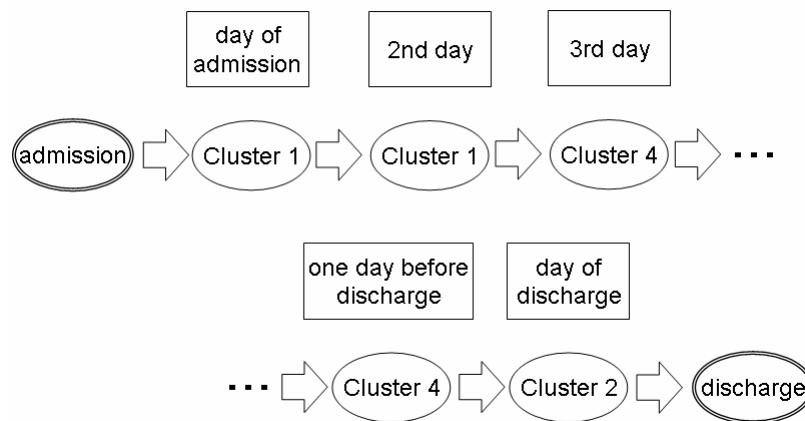 day of
admission
2nd day
3rd day
admission
Cluster 1
Cluster 1
Cluster 4
...
one day before
discharge
day of
discharge
...
Cluster 4
Cluster 2
discharge